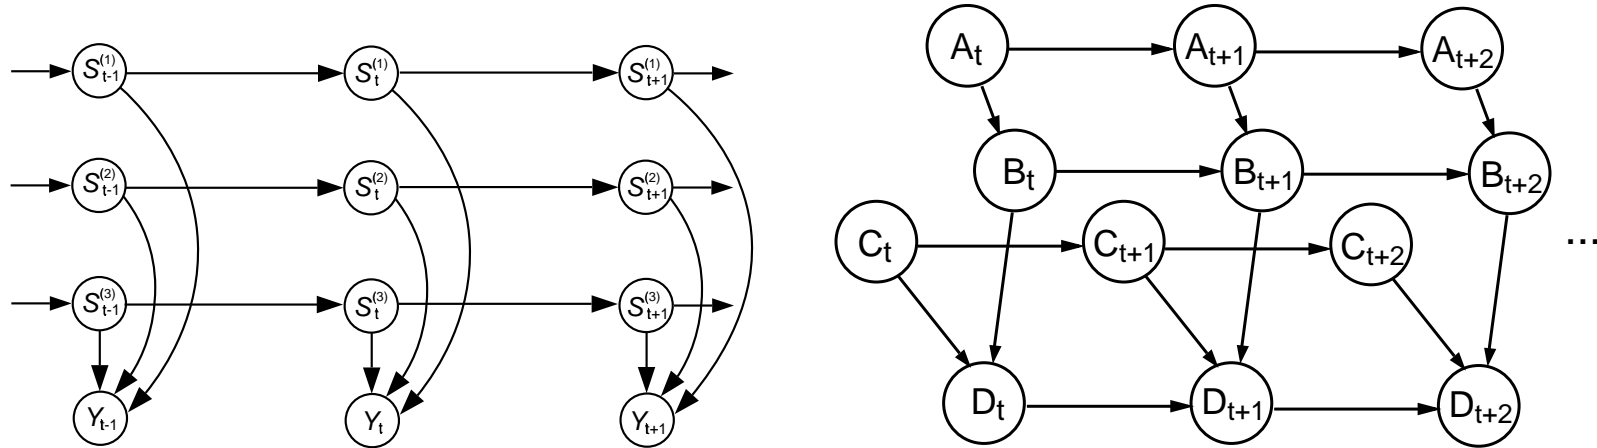 S⁽¹⁾ₜ₋₁ S⁽¹⁾ₜ S⁽¹⁾ₜ₊₁
S⁽²⁾ₜ₋₁ S⁽²⁾ₜ S⁽²⁾ₜ₊₁
S⁽³⁾ₜ₋₁ S⁽³⁾ₜ S⁽³⁾ₜ₊₁
Yₜ₋₁ Yₜ Yₜ₊₁
Aₜ Aₜ₊₁ Aₜ₊₂
Bₜ Bₜ₊₁ Bₜ₊₂
Cₜ Cₜ₊₁ Cₜ₊₂
...
Dₜ Dₜ₊₁ Dₜ₊₂